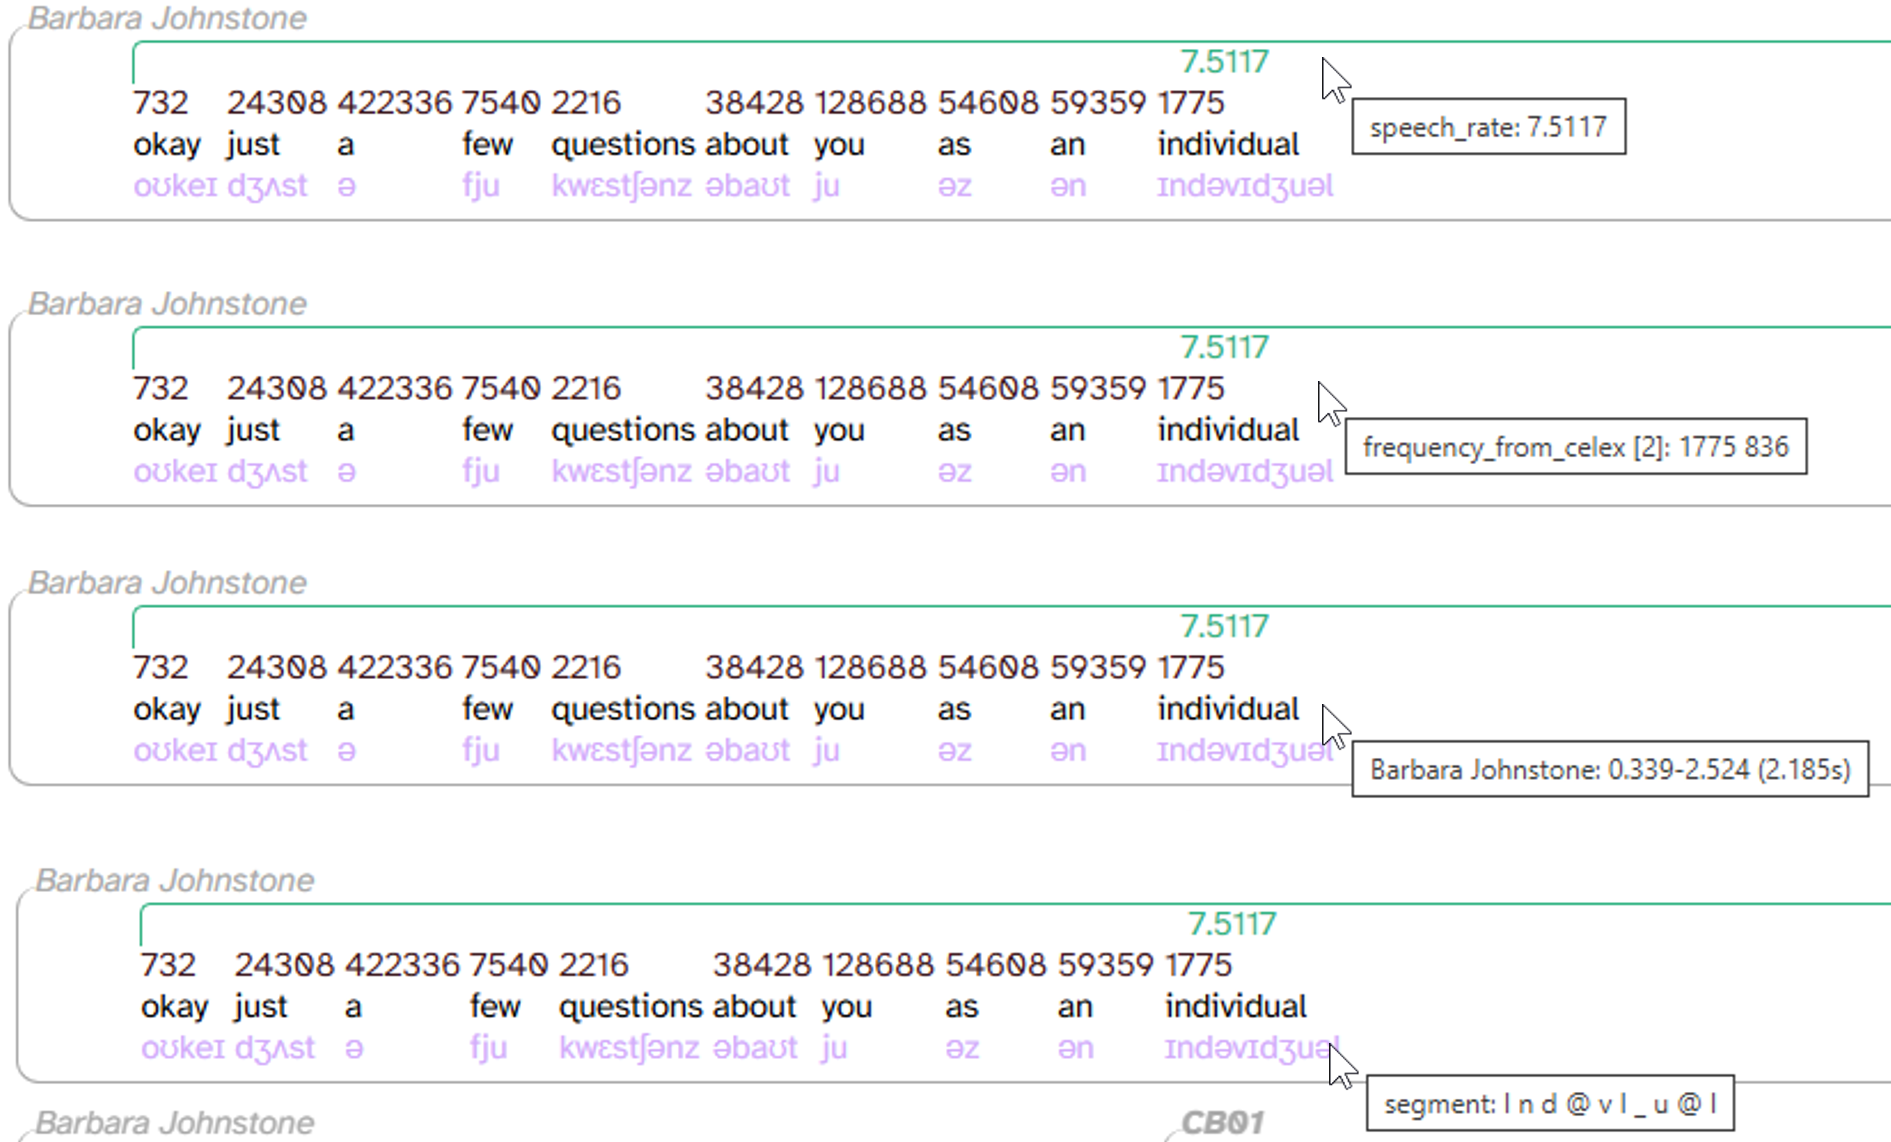 Barbara Johnstone
7.5117
732 24308 422336 7540 2216 38428 128688 54608 59359 1775
speech_rate: 7.5117
okay just a few questions about you as an individual
oʊkeɪ dʒʌst ə fju kwɛstʃənz əbaʊt ju əz ən ɪndəvɪdʒuəl
Barbara Johnstone
7.5117
732 24308 422336 7540 2216 38428 128688 54608 59359 1775
okay just a few questions about you as an individual
frequency_from_celex [2]: 1775 836
oʊkeɪ dʒʌst ə fju kwɛstʃənz əbaʊt ju əz ən ɪndəvɪdʒuəl
Barbara Johnstone
7.5117
732 24308 422336 7540 2216 38428 128688 54608 59359 1775
okay just a few questions about you as an individual
oʊkeɪ dʒʌst ə fju kwɛstʃənz əbaʊt ju əz ən ɪndəvɪdʒuəl
Barbara Johnstone: 0.339-2.524 (2.185s)
Barbara Johnstone
7.5117
732 24308 422336 7540 2216 38428 128688 54608 59359 1775
okay just a few questions about you as an individual
oʊkeɪ dʒʌst ə fju kwɛstʃənz əbaʊt ju əz ən ɪndəvɪdʒuəl
segment: I n d @ v I _ u @ l
Barbara Johnstone CB01